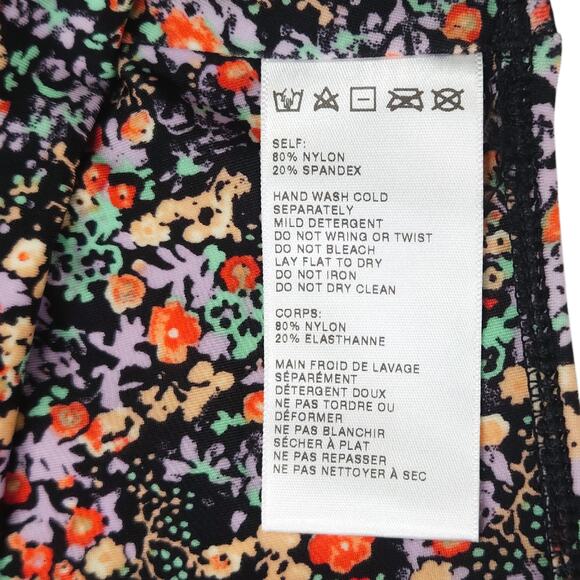 SELF:
80% NYLON
20% SPANDEX
HAND WASH COLD
SEPARATELY
MILD DETERGENT
DO NOT WRING OR TWIST
DO NOT BLEACH
LAY FLAT TO DRY
DO NOT IRON
DO NOT DRY CLEAN
CORPS:
80% NYLON
20% ELASTHANNE
MAIN FROID DE LAVAGE
SÉPARÉMENT
DÉTERGENT DOUX
NE PAS TORDRE OU
DÉFORMER
NE PAS BLANCHIR
SÉCHER À PLAT
NE PAS REPASSER
NE PAS NETTOYER À SEC